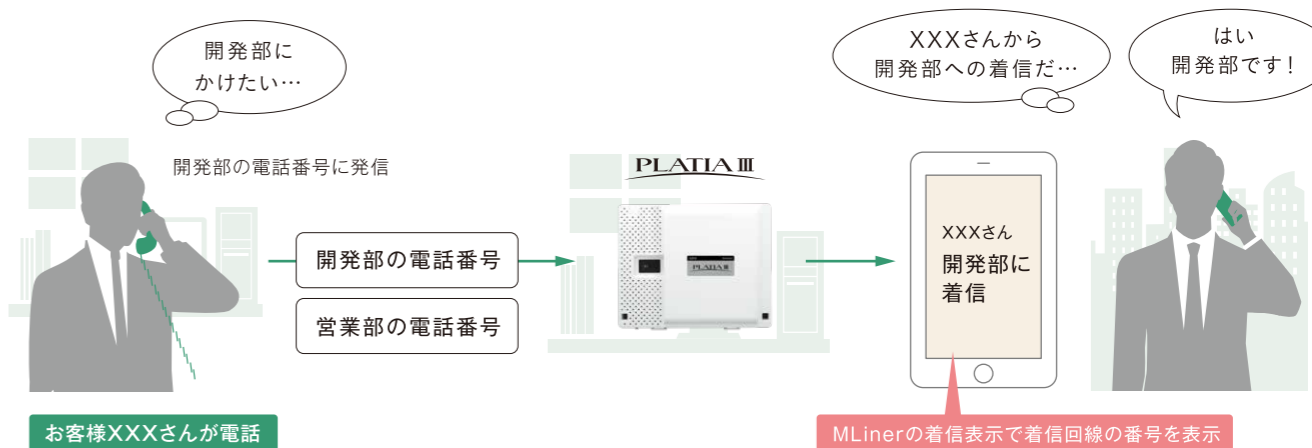 開発部に
かけたい…
XXXさんから
開発部への着信だ…
はい
開発部です!
開発部の電話番号に発信
PLATIA III
開発部の電話番号
営業部の電話番号
PLATIA III
XXXさん
開発部に
着信
お客様XXXさんが電話
MLinerの着信表示で着信回線の番号を表示